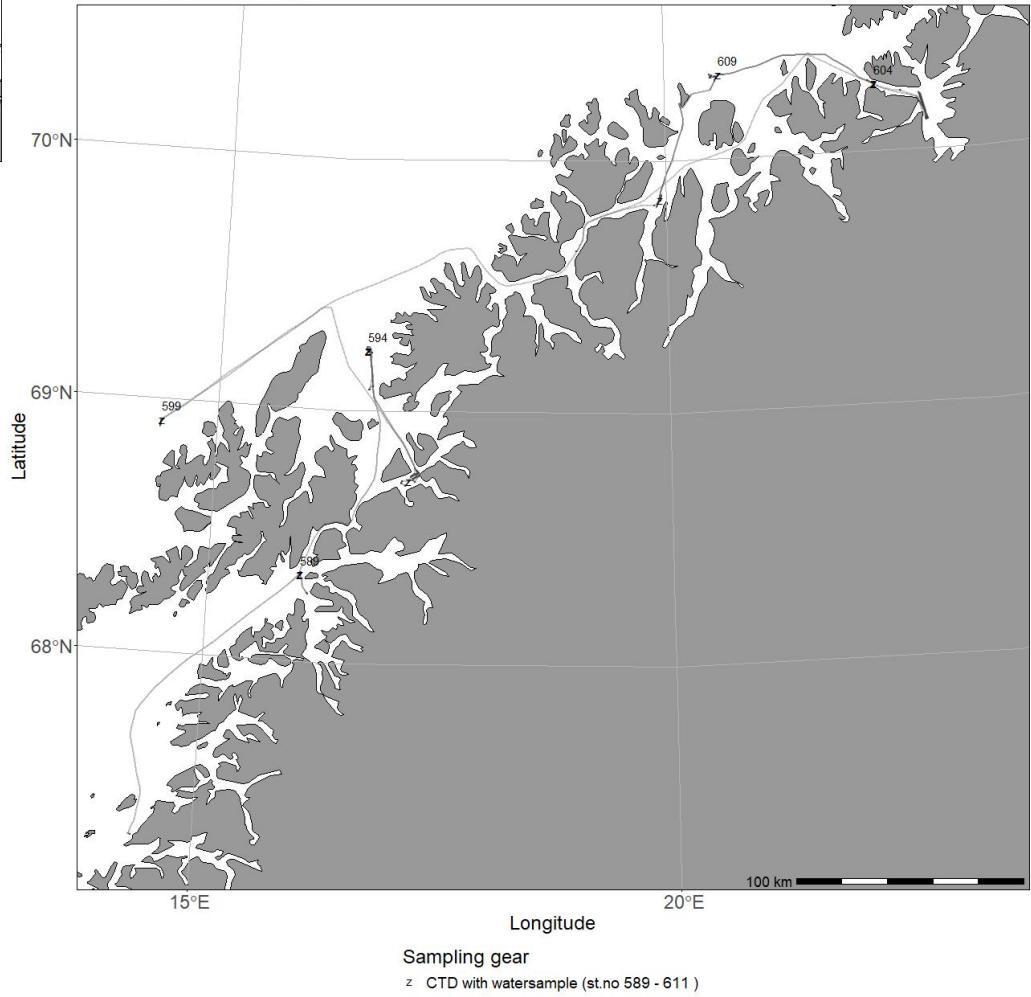 609
604
70°N
594
69°N
599
589
68°N
100 km
15°E
20°E
Latitude
Longitude
Sampling gear
z CTD with watersample (st.no 589 - 611 )